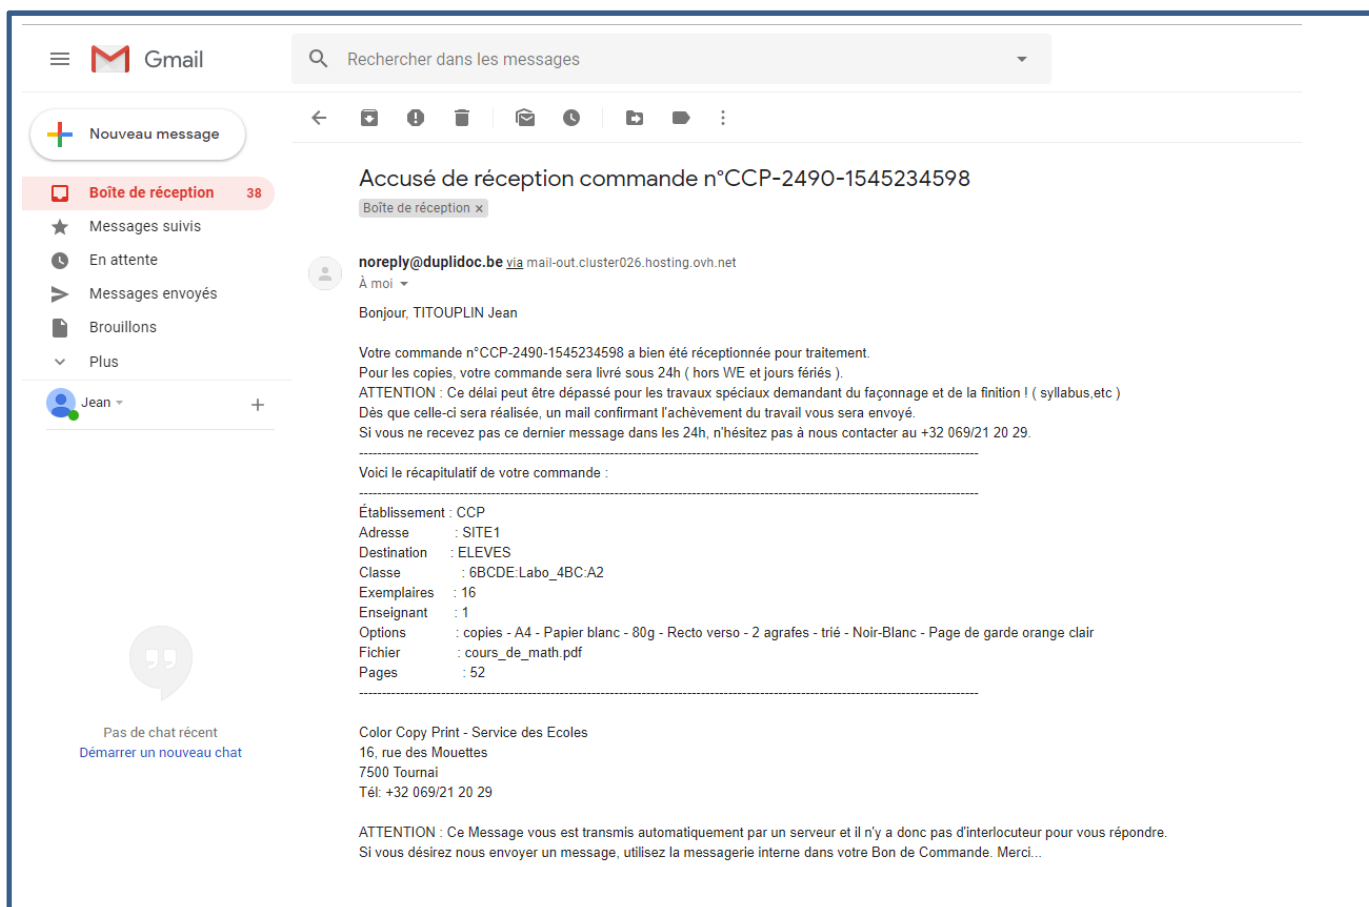 Gmail
Rechercher dans les messages
Nouveau message
Boîte de réception 38
Messages suivis
En attente
Messages envoyés
Brouillons
Plus
Jean
Pas de chat récent
Démarrer un nouveau chat
Accusé de réception commande n°CCP-2490-1545234598
Boîte de réception x
noreply@duplidoc.be via mail-out.cluster026.hosting.ovh.net
À moi
Bonjour, TITOUPLIN Jean
Votre commande n°CCP-2490-1545234598 a bien été réceptionnée pour traitement.
Pour les copies, votre commande sera livré sous 24h ( hors WE et jours fériés ).
ATTENTION : Ce délai peut être dépassé pour les travaux spéciaux demandant du façonnage et de la finition ! ( syllabus,etc )
Dès que celle-ci sera réalisée, un mail confirmant l'achèvement du travail vous sera envoyé.
Si vous ne recevez pas ce dernier message dans les 24h, n'hésitez pas à nous contacter au +32 069/21 20 29.
Voici le récapitulatif de votre commande :
Établissement : CCP
Adresse : SITE1
Destination : ELEVES
Classe : 6BCDE:Labo_4BC:A2
Exemplaires : 16
Enseignant : 1
Options : copies - A4 - Papier blanc - 80g - Recto verso - 2 agrafes - trié - Noir-Blanc - Page de garde orange clair
Fichier : cours_de_math.pdf
Pages : 52
Color Copy Print - Service des Ecoles
16, rue des Mouettes
7500 Tournai
Tél: +32 069/21 20 29
ATTENTION : Ce Message vous est transmis automatiquement par un serveur et il n'y a donc pas d'interlocuteur pour vous répondre.
Si vous désirez nous envoyer un message, utilisez la messagerie interne dans votre Bon de Commande. Merci...